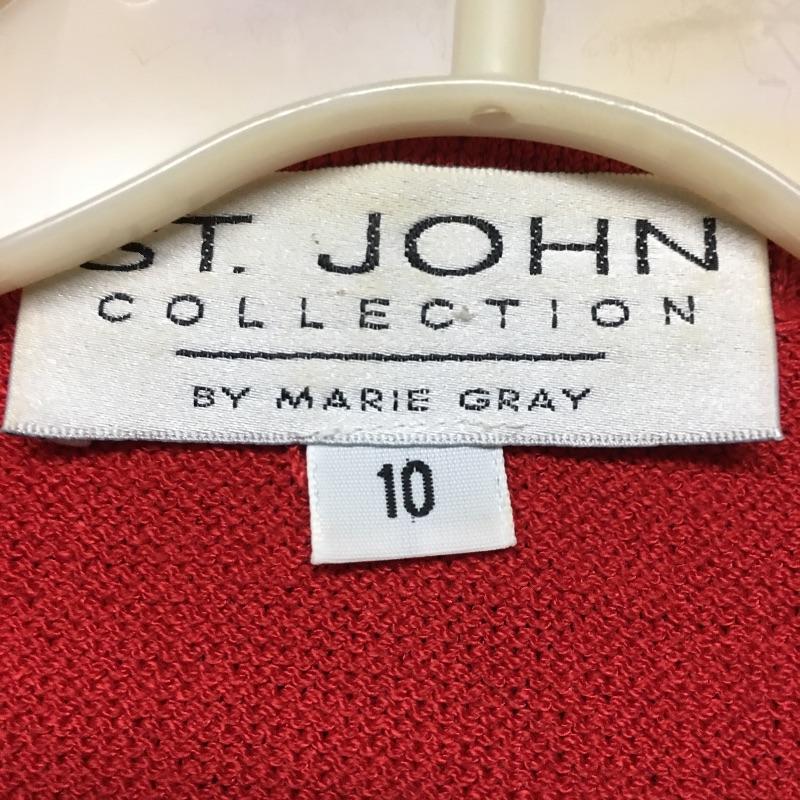 ST. JOHN
COLLECTION
BY MARIE GRAY
10